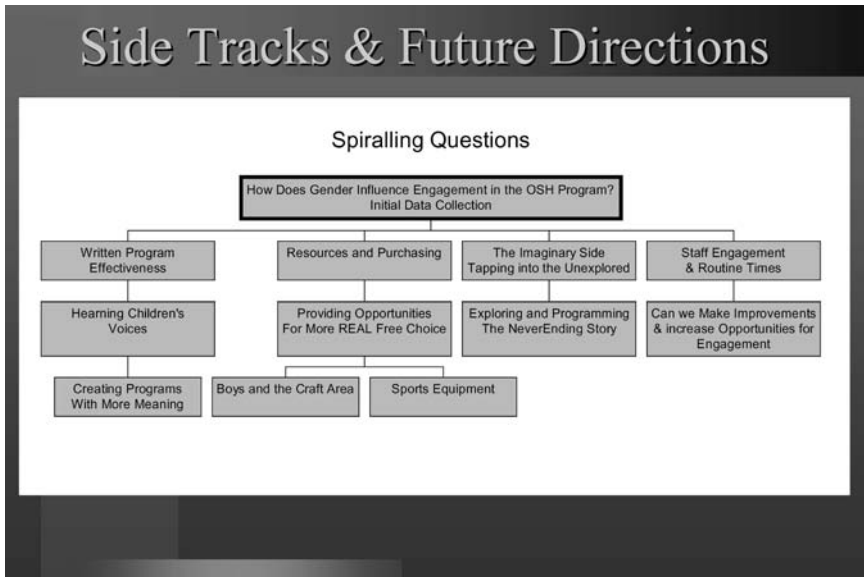 Side Tracks & Future Directions
Spiralling Questions
How Does Gender Influence Engagement in the OSH Program?
Initial Data Collection
Written Program
Effectiveness
Resources and Purchasing
The Imaginary Side
Tapping into the Unexplored
Staff Engagement
& Routine Times
Hearning Children's
Voices
Providing Opportunities
For More REAL Free Choice
Exploring and Programming
The NeverEnding Story
Can we Make Improvements
& increase Opportunities for
Engagement
Creating Programs
With More Meaning
Boys and the Craft Area
Sports Equipment